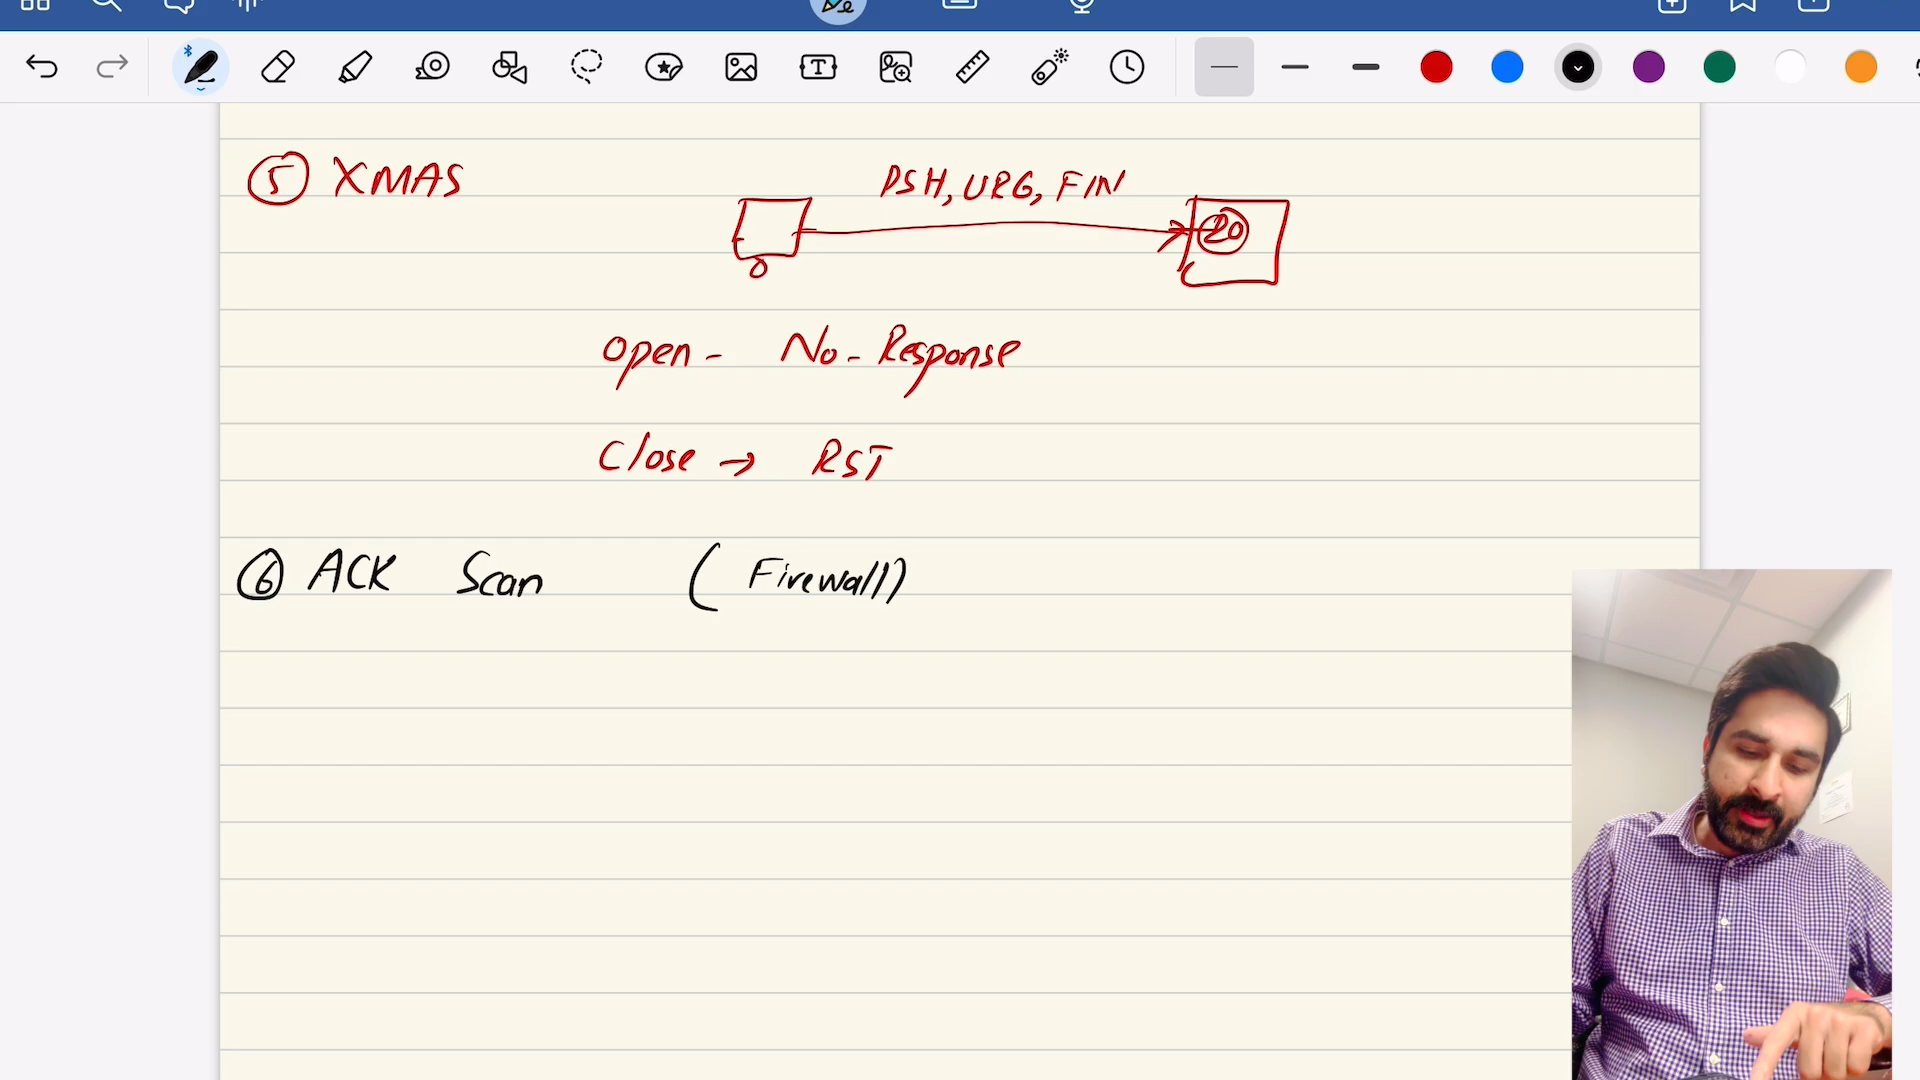 5 XMAS
PSH, URG, FIN
20
open - No - Response
Close → RST
6 ACK Scan ( Firewall)